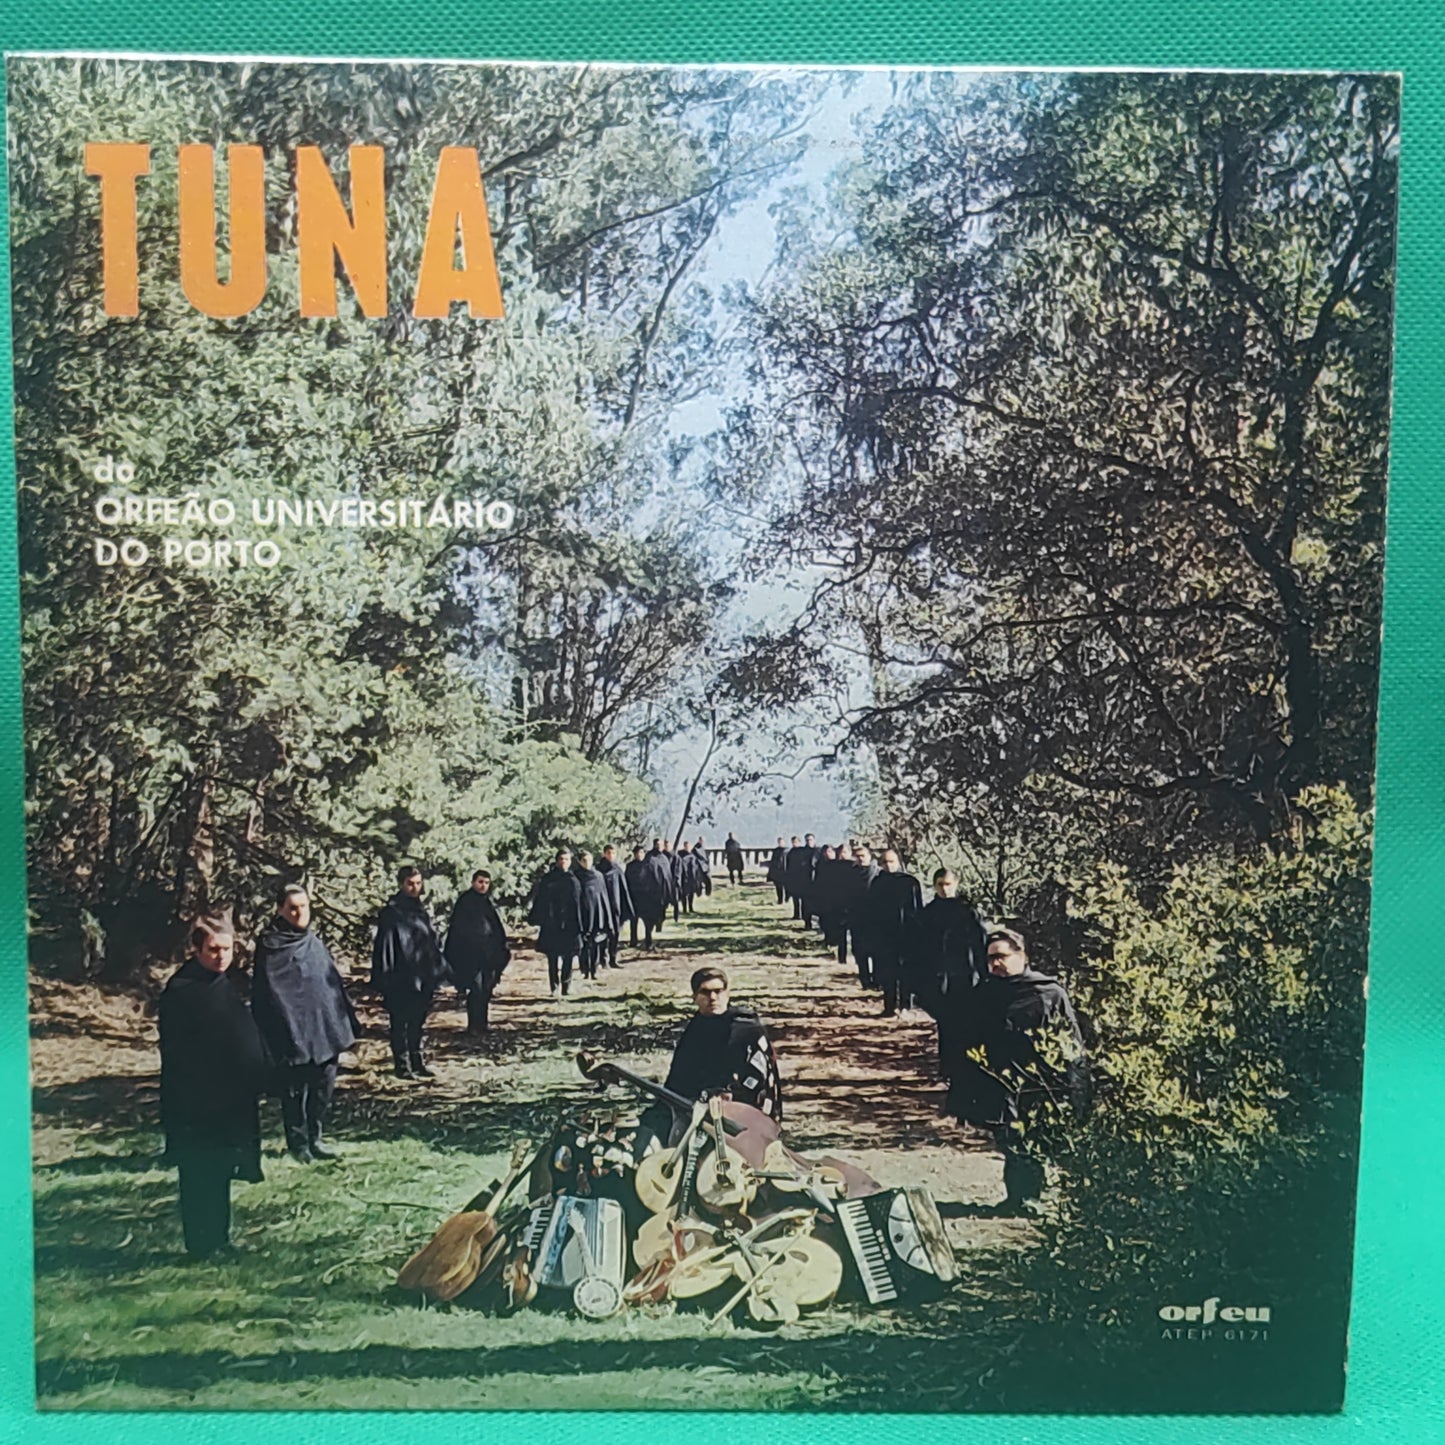 TUNA
do
ORFEÃO UNIVERSITÁRIO
DO PORTO
orfeu
ATEP 6171